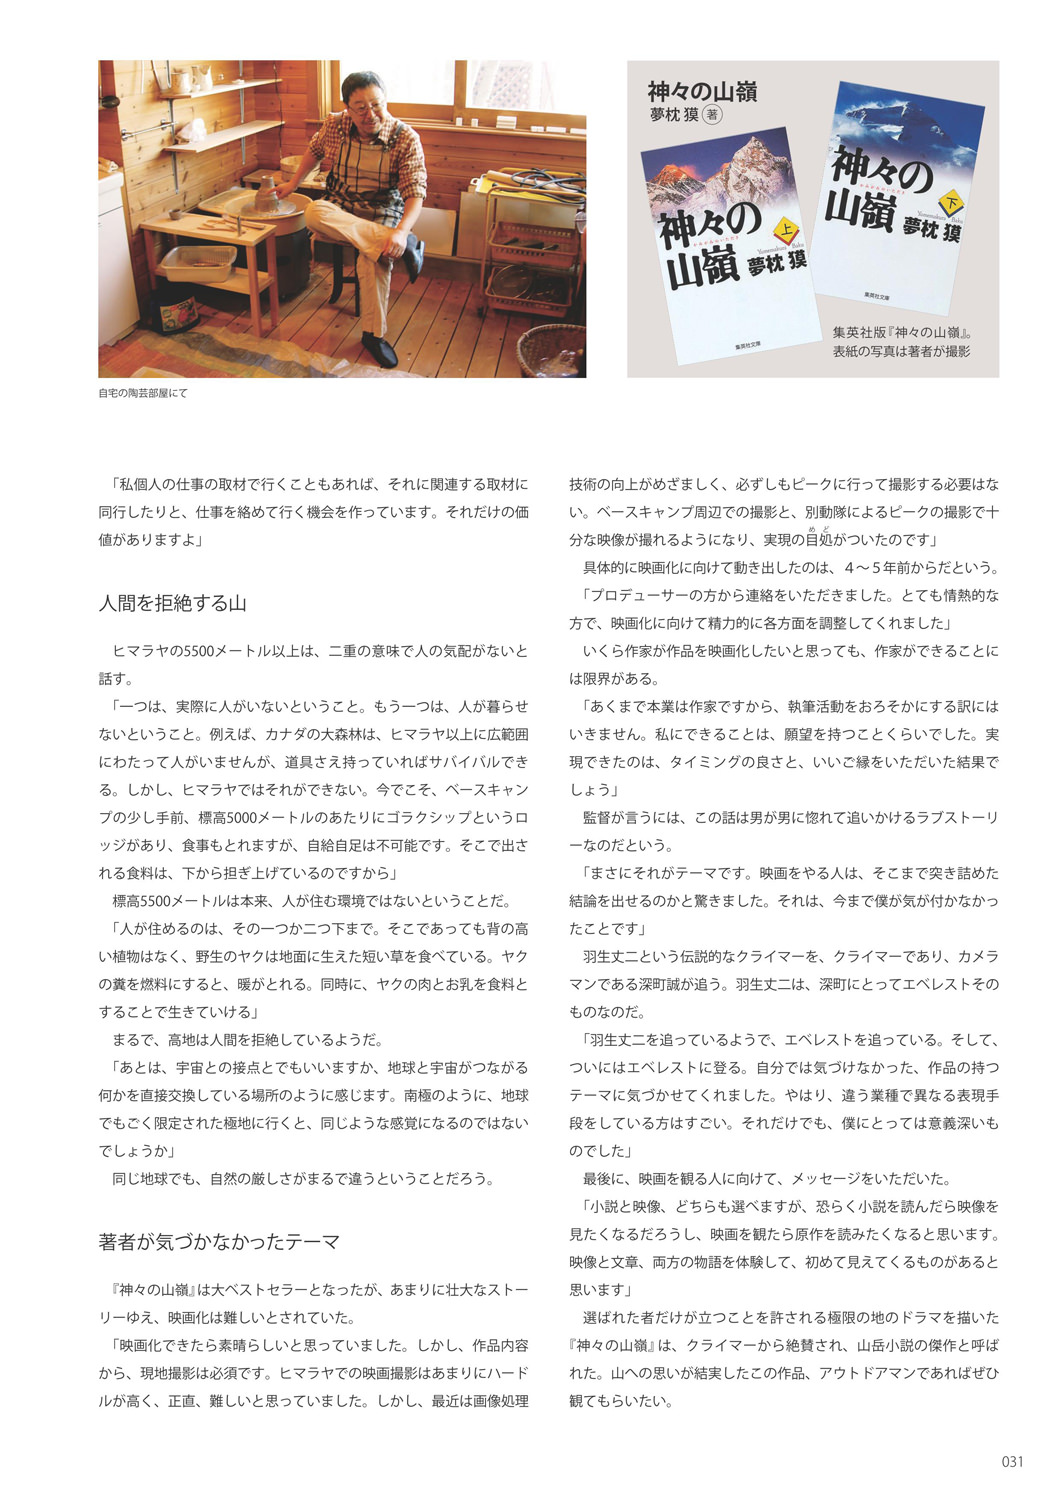 神々の山嶺
夢枕 獏 著
神々の
山嶺
上
夢枕 獏
集英社文庫
神々の
山嶺
下
夢枕 獏
集英社文庫
集英社版『神々の山嶺』。
表紙の写真は著者が撮影
自宅の陶芸部屋にて
「私個人の仕事の取材で行くこともあれば、それに関連する取材に
同行したりと、仕事を絡めて行く機会を作っています。それだけの価
値がありますよ」
人間を拒絶する山
ヒマラヤの5500メートル以上は、二重の意味で人の気配がないと
話す。
「一つは、実際に人がいないということ。もう一つは、人が暮らせ
ないということ。例えば、カナダの大森林は、ヒマラヤ以上に広範囲
にわたって人がいませんが、道具さえ持っていればサバイバルでき
る。しかし、ヒマラヤではそれができない。今でこそ、ベースキャン
プの少し手前、標高5000メートルのあたりにゴラクシップというロ
ッジがあり、食事もとれますが、自給自足は不可能です。そこで出さ
れる食料は、下から担ぎ上げているのですから」
標高5500メートルは本来、人が住む環境ではないということだ。
「人が住めるのは、その一つか二つ下まで。そこであっても背の高
い植物はなく、野生のヤクは地面に生えた短い草を食べている。ヤク
の糞を燃料にすると、暖がとれる。同時に、ヤクの肉とお乳を食料と
することで生きていける」
まるで、高地は人間を拒絶しているようだ。
「あとは、宇宙との接点とでもいいますか、地球と宇宙がつながる
何かを直接交換している場所のように感じます。南極のように、地球
でもごく限定された極地に行くと、同じような感覚になるのではない
でしょうか」
同じ地球でも、自然の厳しさがまるで違うということだろう。
著者が気づかなかったテーマ
『神々の山嶺』は大ベストセラーとなったが、あまりに壮大なストー
リーゆえ、映画化は難しいとされていた。
「映画化できたら素晴らしいと思っていました。しかし、作品内容
から、現地撮影は必須です。ヒマラヤでの映画撮影はあまりにハード
ルが高く、正直、難しいと思っていました。しかし、最近は画像処理
技術の向上がめざましく、必ずしもピークに行って撮影する必要はな
い。ベースキャンプ周辺での撮影と、別動隊によるピークの撮影で十
めど
分な映像が撮れるようになり、実現の目処がついたのです」
具体的に映画化に向けて動き出したのは、4〜5年前からだという。
「プロデューサーの方から連絡をいただきました。とても情熱的な
方で、映画化に向けて精力的に各方面を調整してくれました」
いくら作家が作品を映画化したいと思っても、作家ができることに
は限界がある。
「あくまで本業は作家ですから、執筆活動をおろそかにする訳には
いきません。私にできることは、願望を持つことくらいでした。実
現できたのは、タイミングの良さと、いいご縁をいただいた結果で
しょう」
監督が言うには、この話は男が男に惚れて追いかけるラブストーリ
ーなのだという。
「まさにそれがテーマです。映画をやる人は、そこまで突き詰めた
結論を出せるのかと驚きました。それは、今まで僕が気が付かなかっ
たことです」
羽生丈二という伝説的なクライマーを、クライマーであり、カメラ
マンである深町誠が追う。羽生丈二は、深町にとってエベレストその
ものなのだ。
「羽生丈二を追っているようで、エベレストを追っている。そして、
ついにはエベレストに登る。自分では気づけなかった、作品の持つ
テーマに気づかせてくれました。やはり、違う業種で異なる表現手
段をしている方はすごい。それだけでも、僕にとっては意義深いも
のでした」
最後に、映画を観る人に向けて、メッセージをいただいた。
「小説と映像、どちらも選べますが、恐らく小説を読んだら映像を
見たくなるだろうし、映画を観たら原作を読みたくなると思います。
映像と文章、両方の物語を体験して、初めて見えてくるものがあると
思います」
選ばれた者だけが立つことを許される極限の地のドラマを描いた
『神々の山嶺』は、クライマーから絶賛され、山岳小説の傑作と呼ば
れた。山への思いが結実したこの作品、アウトドアマンであればぜひ
観てもらいたい。
031